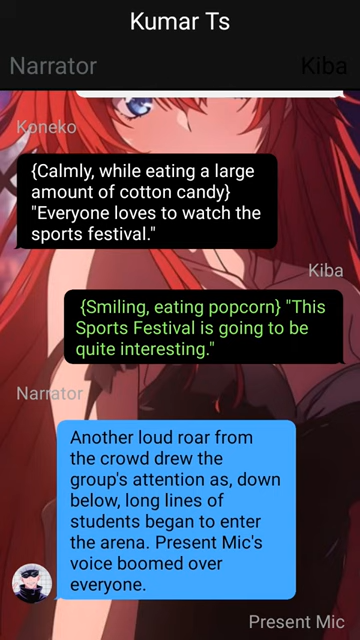 Kumar Ts
Narrator
Kiba
Koneko
{Calmly, while eating a large
amount of cotton candy}
"Everyone loves to watch the
sports festival."
Kiba
{Smiling, eating popcorn} "This
Sports Festival is going to be
quite interesting."
Narrator
Another loud roar from
the crowd drew the
group's attention as, down
below, long lines of
students began to enter
the arena. Present Mic's
voice boomed over
everyone.
Present Mic